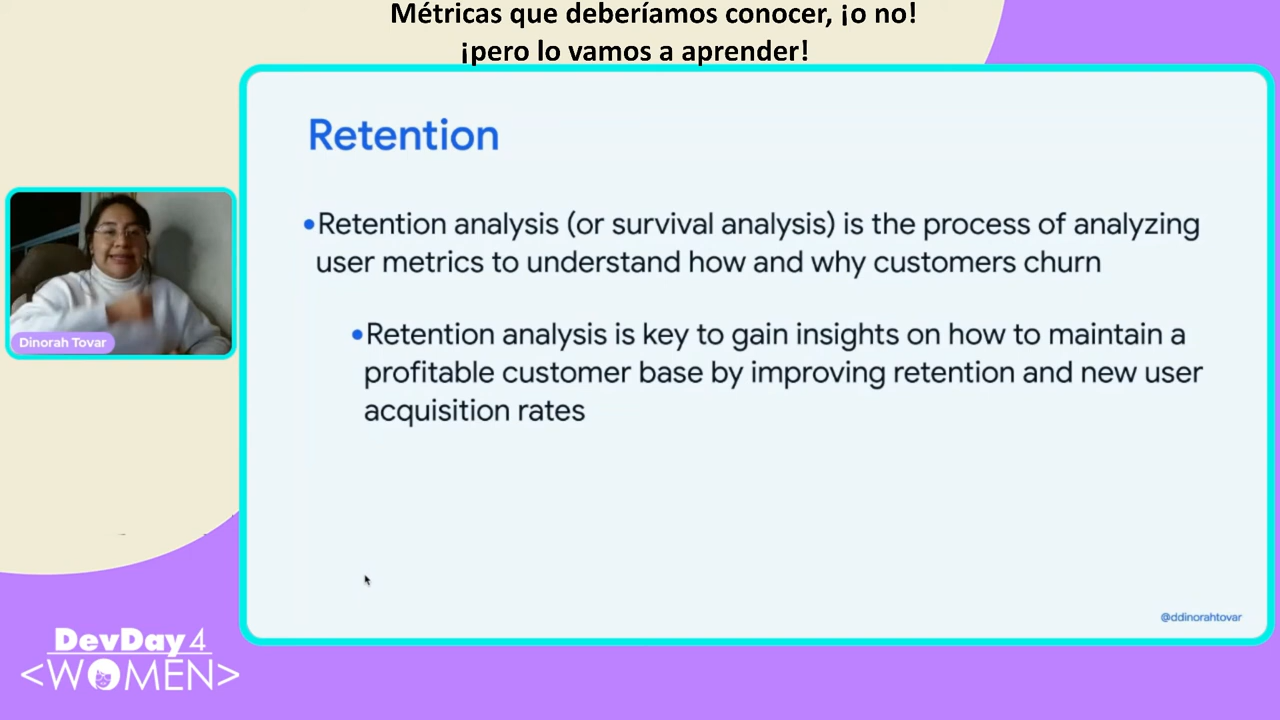 Métricas que deberíamos conocer, ¡o no!
¡pero lo vamos a aprender!
Retention
•Retention analysis (or survival analysis) is the process of analyzing
user metrics to understand how and why customers churn
•Retention analysis is key to gain insights on how to maintain a
profitable customer base by improving retention and new user
acquisition rates
Dinorah Tovar
@ddinorahtovar
DevDay 4
<WOMEN>